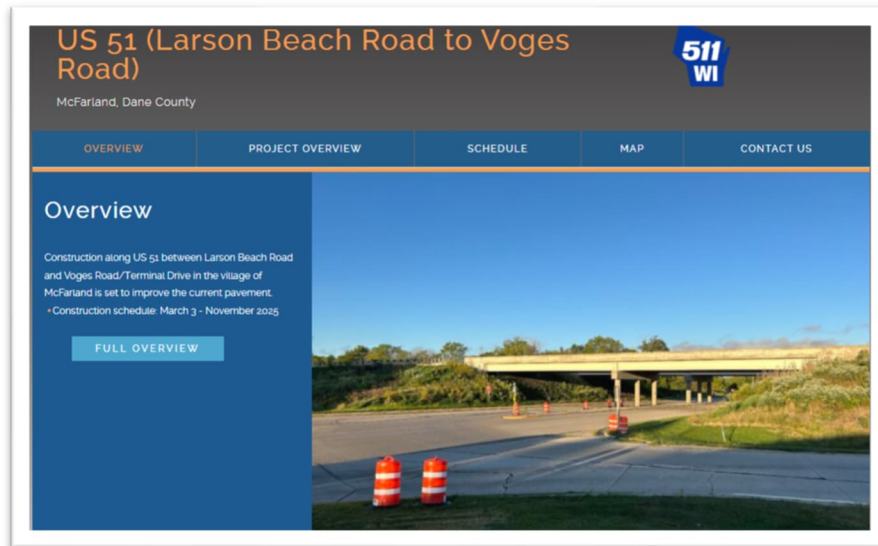 US 51 (Larson Beach Road to Voges
Road)
511
WI
McFarland, Dane County
OVERVIEW
PROJECT OVERVIEW
SCHEDULE
MAP
CONTACT US
Overview
Construction along US 51 between Larson Beach Road
and Voges Road/Terminal Drive in the village of
McFarland is set to improve the current pavement.
• Construction schedule: March 3 - November 2025
FULL OVERVIEW